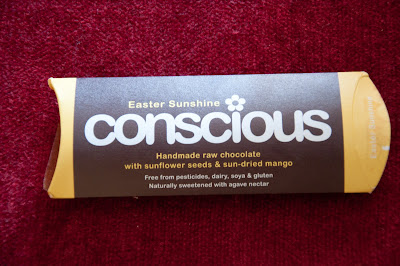 Easter Sunshine
conscious
Handmade raw chocolate
with sunflower seeds & sun-dried mango
Free from pesticides, dairy, soya & gluten
Naturally sweetened with agave nectar